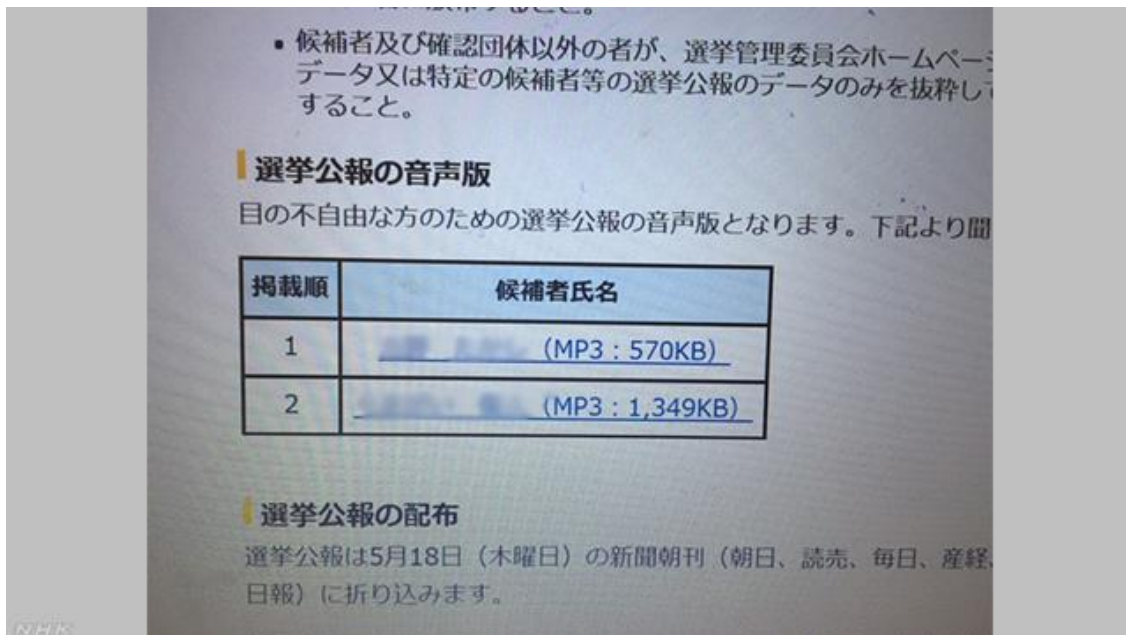 • 候補者及び確認団体以外の者が、選挙管理委員会ホームペー
データ又は特定の候補者等の選挙公報のデータのみを抜粋して
すること。
選挙公報の音声版
目の不自由な方のための選挙公報の音声版となります。下記より聞
掲載順 候補者氏名
1 (MP3:570KB)
2 (MP3:1,349KB)
選挙公報の配布
選挙公報は5月18日(木曜日)の新聞朝刊(朝日、読売、毎日、産経、
日報)に折り込みます。
NHK